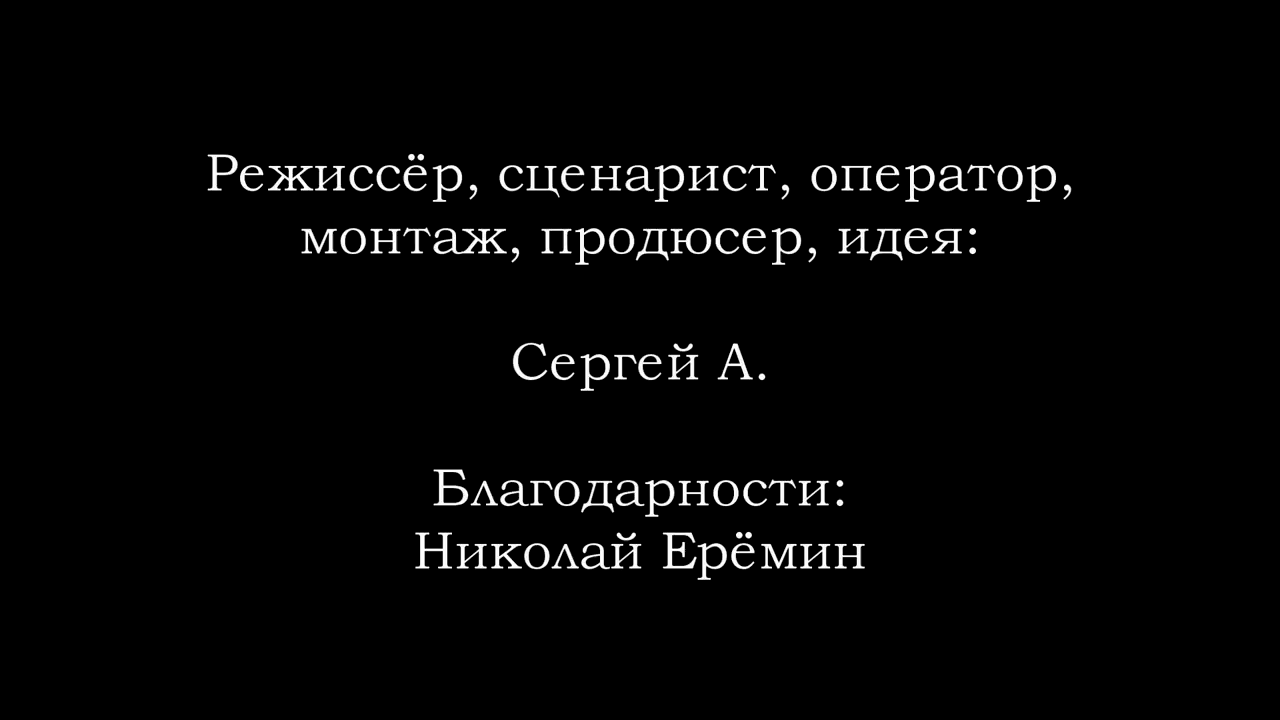 Режиссёр, сценарист, оператор,
монтаж, продюсер, идея:
Сергей А.
Благодарности:
Николай Ерёмин